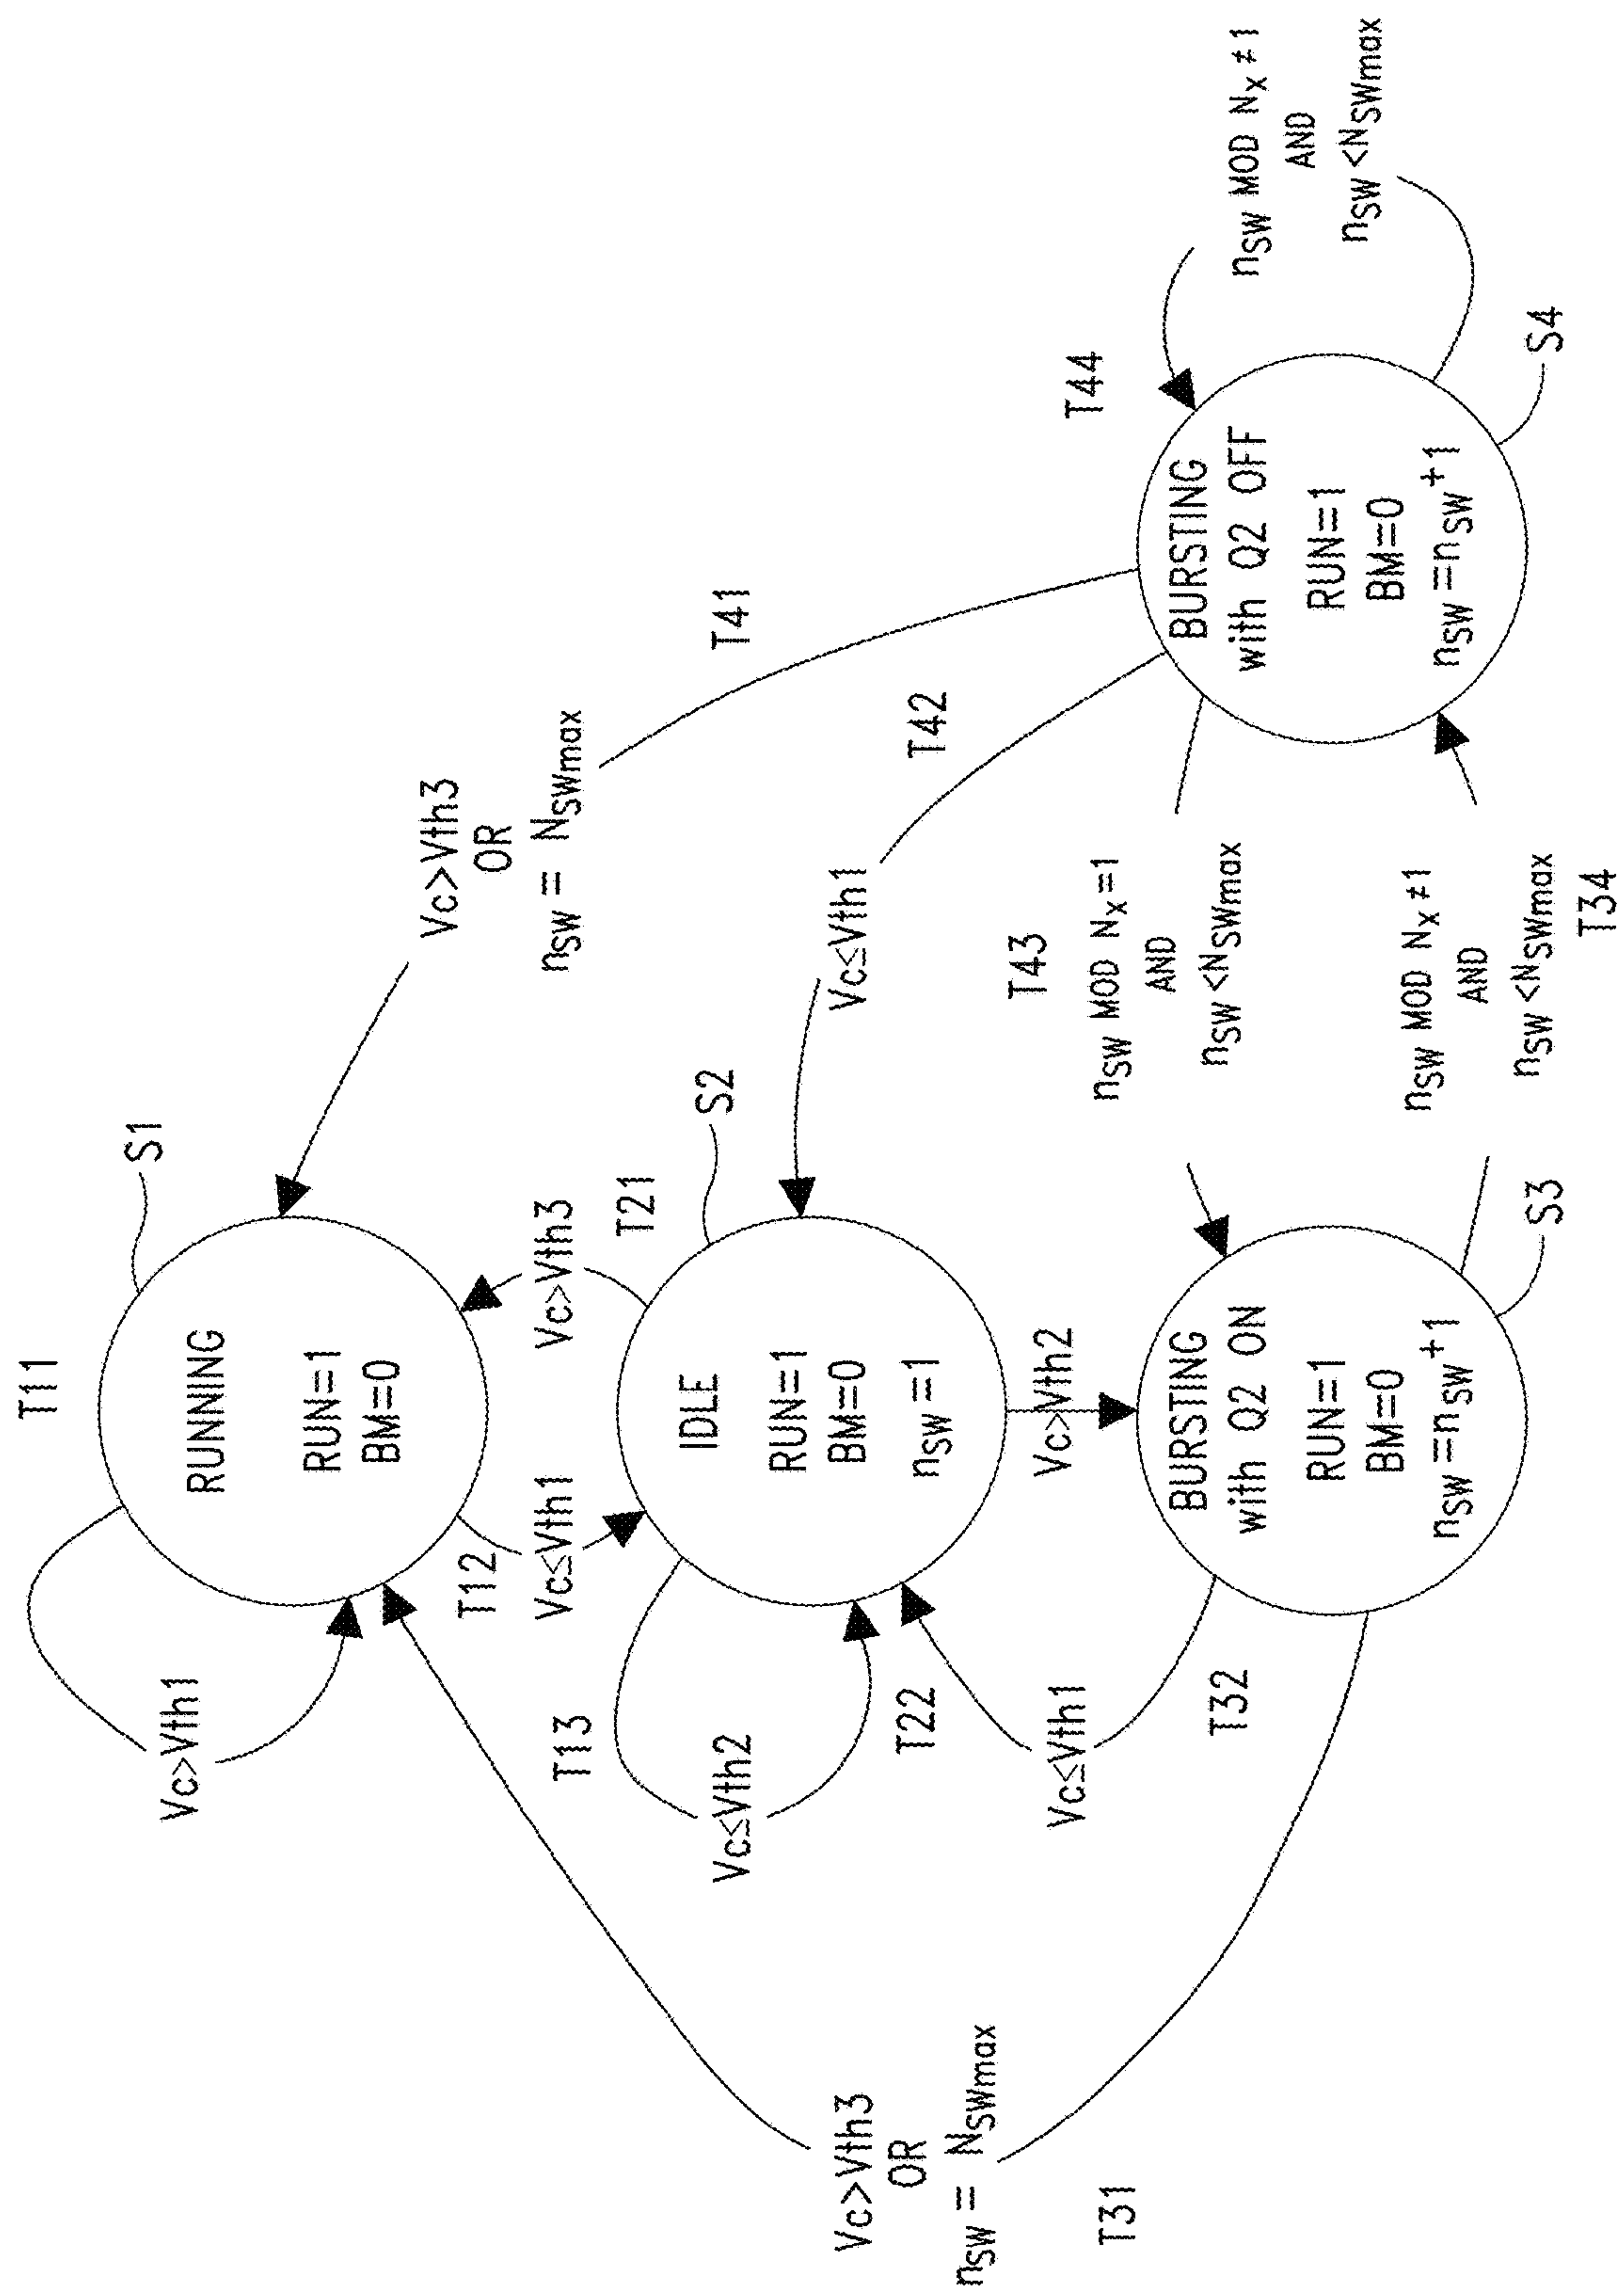 T11
S1
RUNNING
RUN=1
BM=0
Vc>Vth1
T12
Vc≤Vth1
Vc>Vth3
T21
Vc>Vth3
OR
nSW = NSWmax
T41
S2
IDLE
RUN=1
BM=0
nSW=1
T13
Vc≤Vth2
T22
Vc≤Vth1
T42
Vc>Vth2
Vc≤Vth1
T32
Vc>Vth3
OR
nSW = NSWmax
T31
BURSTING
with Q2 ON
RUN=1
BM=0
nSW=nSW+1
S3
T43
nSW MOD NX=1
AND
nSW<NSWmax
nSW MOD NX≠1
AND
nSW<NSWmax
T34
T44
BURSTING
with Q2 OFF
RUN=1
BM=0
nSW=nSW+1
S4
nSW MOD NX≠1
AND
nSW<NSWmax